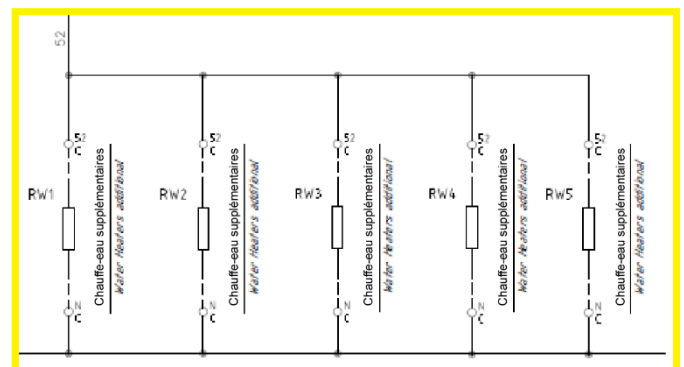 52
52
C
RW1
Chauffe-eau supplémentaires
Water Heaters additional
N
C
52
C
RW2
Chauffe-eau supplémentaires
Water Heaters additional
N
C
52
C
RW3
Chauffe-eau supplémentaires
Water Heaters additional
N
C
52
C
RW4
Chauffe-eau supplémentaires
Water Heaters additional
N
C
52
C
RW5
Chauffe-eau supplémentaires
Water Heaters additional
N
C